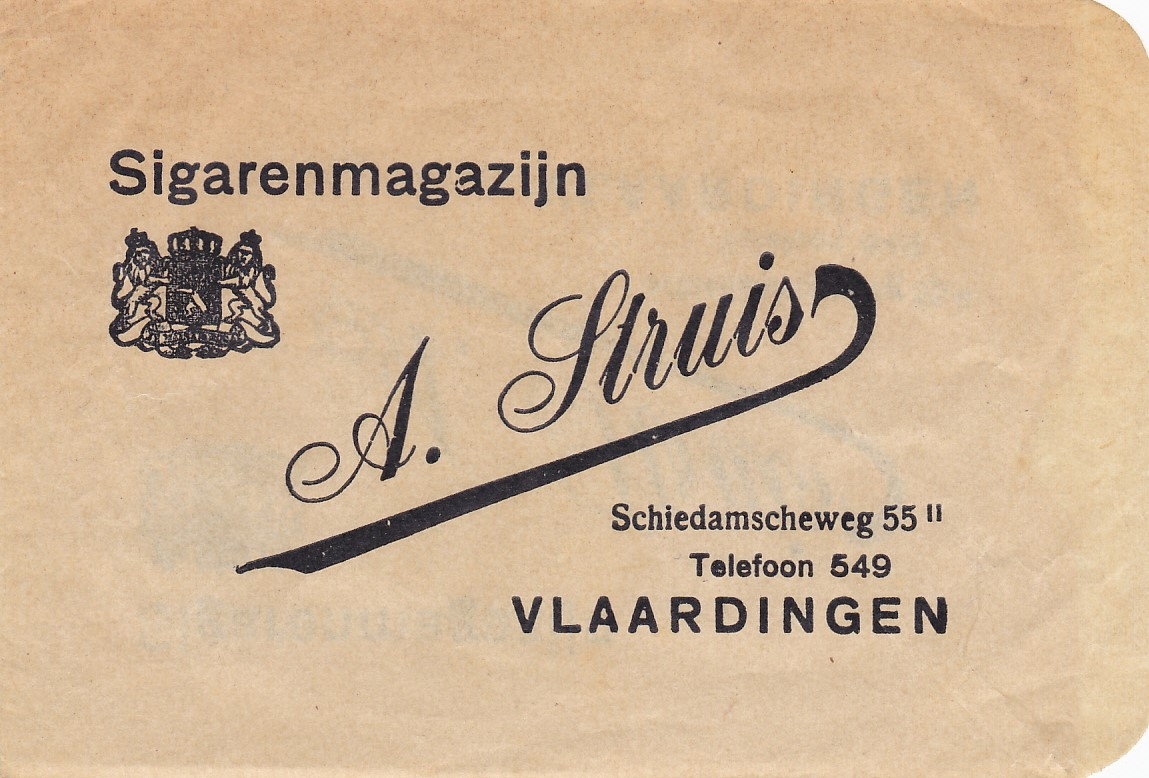 Sigarenmagazijn
A. Struis
Schiedamscheweg 55 II
Telefoon 549
VLAARDINGEN